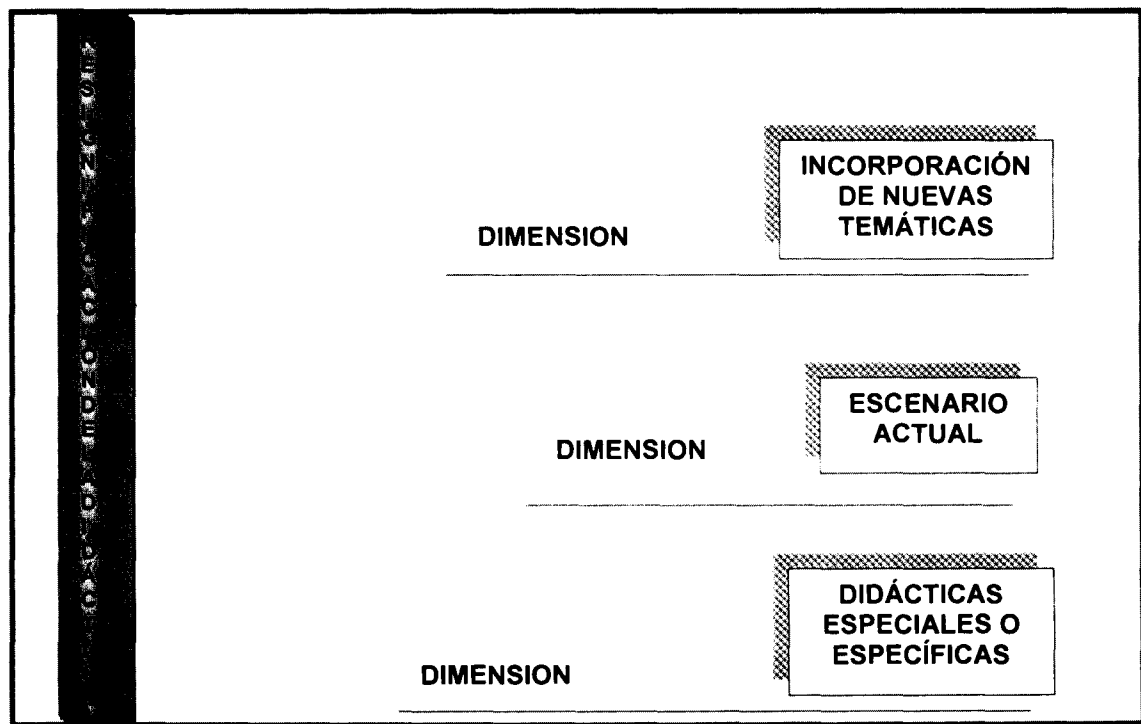 INCORPORACIÓN
DE NUEVAS
TEMÁTICAS
DIMENSION
ESCENARIO
ACTUAL
DIMENSION
DIDÁCTICAS
ESPECIALES O
ESPECÍFICAS
DIMENSION